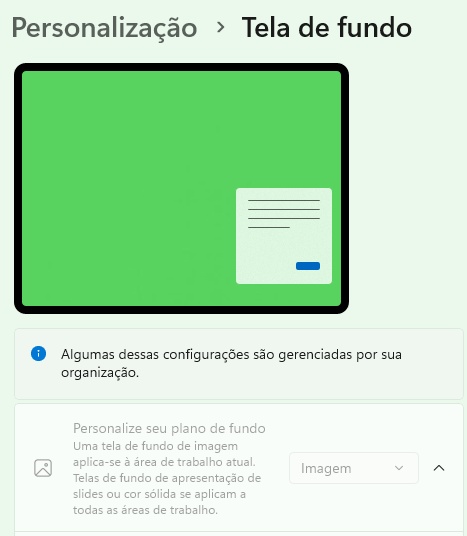 Personalização > Tela de fundo
Algumas dessas configurações são gerenciadas por sua
organização.
Personalize seu plano de fundo
Uma tela de fundo de imagem
aplica-se à área de trabalho atual.
Telas de fundo de apresentação de
slides ou cor sólida se aplicam a
todas as áreas de trabalho.
Imagem